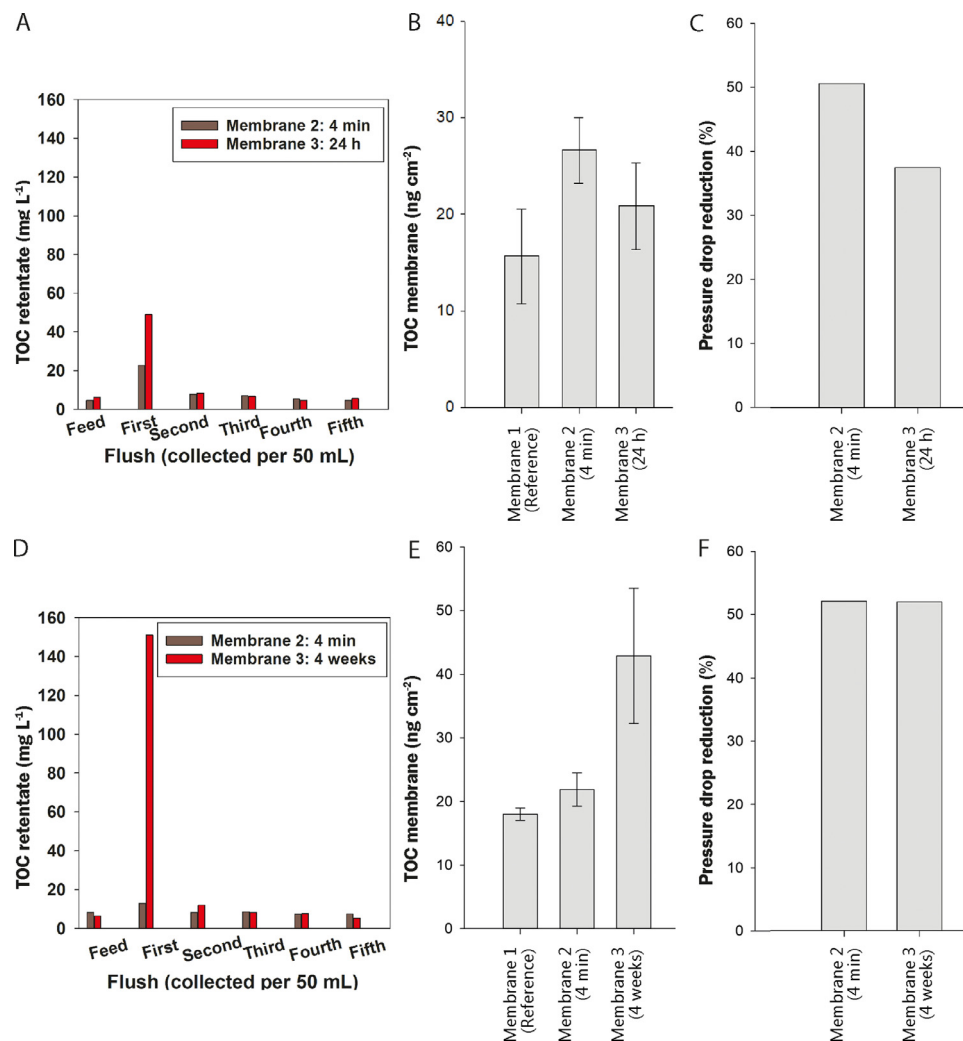 A
160
140
120
100
80
60
40
20
0
TOC retentate (mg L-1)
Membrane 2: 4 min
Membrane 3: 24 h
Feed
First
Second
Third
Fourth
Fifth
Flush (collected per 50 mL)
B
40
30
20
10
0
TOC membrane (ng cm-2)
Membrane 1
(Reference)
Membrane 2
(4 min)
Membrane 3
(24 h)
C
60
50
40
30
20
10
0
Pressure drop reduction (%)
Membrane 2
(4 min)
Membrane 3
(24 h)
D
160
140
120
100
80
60
40
20
0
TOC retentate (mg L-1)
Membrane 2: 4 min
Membrane 3: 4 weeks
Feed
First
Second
Third
Fourth
Fifth
Flush (collected per 50 mL)
E
60
50
40
30
20
10
0
TOC membrane (ng cm-2)
Membrane 1
(Reference)
Membrane 2
(4 min)
Membrane 3
(4 weeks)
F
60
50
40
30
20
10
0
Pressure drop reduction (%)
Membrane 2
(4 min)
Membrane 3
(4 weeks)